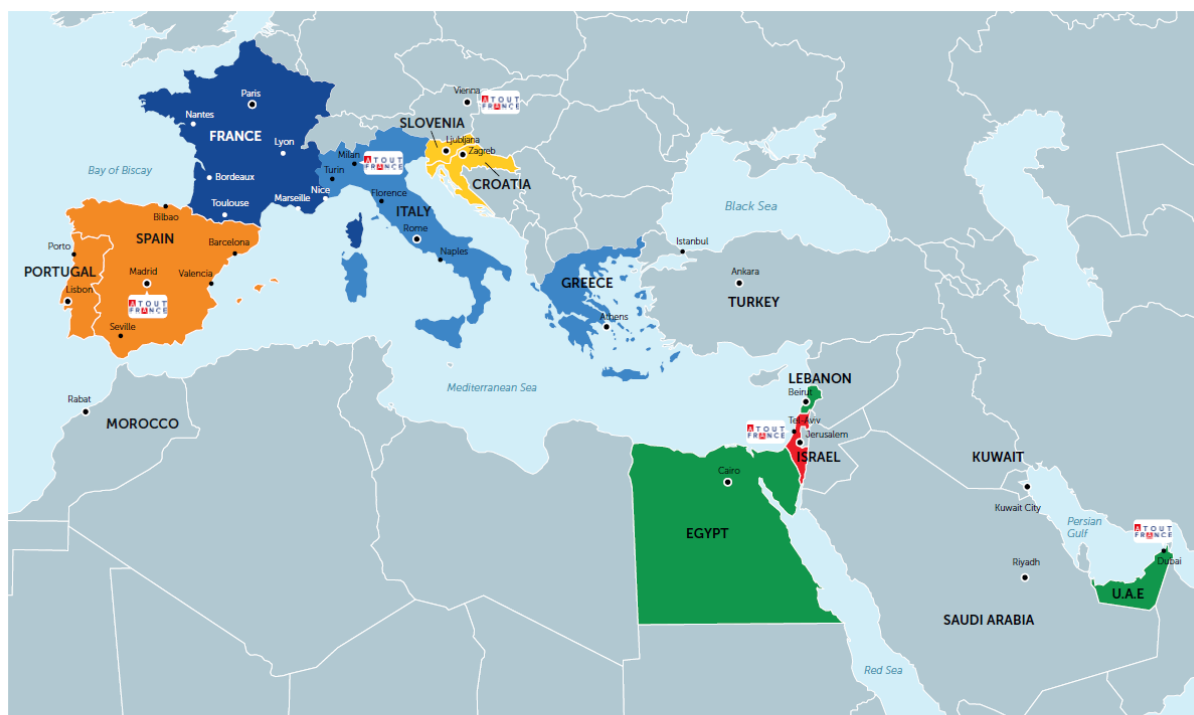 Vienna
ATOUT
FRANCE
Paris
Nantes
SLOVENIA
FRANCE
Ljubljana
Lyon
Milan
ATOUT
FRANCE
Zagreb
Bay of Biscay
Turin
Bordeaux
CROATIA
Nice
Florence
Marseille
Toulouse
Black Sea
Bilbao
ITALY
Rome
SPAIN
Porto
Barcelona
Istanbul
Naples
PORTUGAL
Madrid
Valencia
Ankara
GREECE
Lisbon
TURKEY
ATOUT
FRANCE
Athens
Seville
LEBANON
Mediterranean Sea
Beirut
Rabat
MOROCCO
Tel-Aviv
ATOUT
FRANCE
Jerusalem
ISRAEL
KUWAIT
Cairo
Kuwait City
Persian
Gulf
ATOUT
FRANCE
EGYPT
Riyadh
Dubai
U.A.E
SAUDI ARABIA
Red Sea